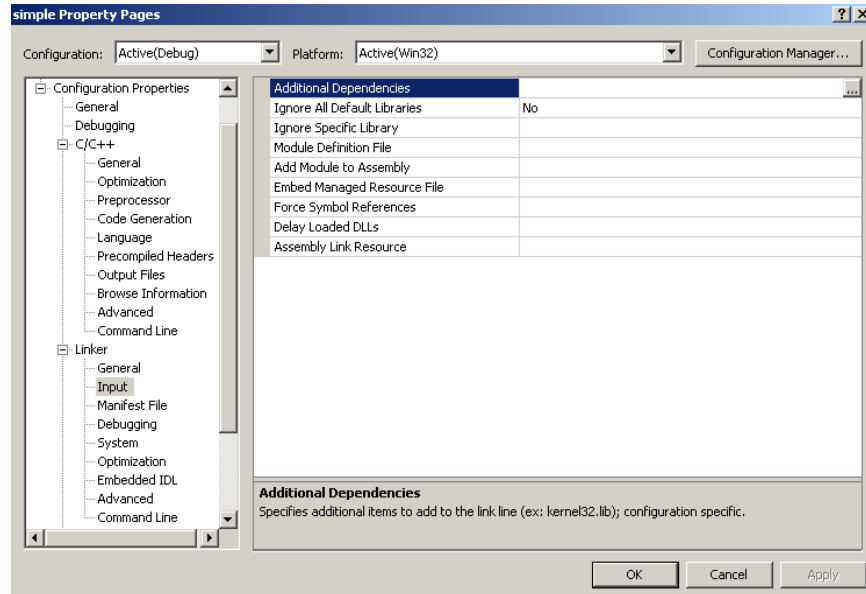 simple Property Pages
Configuration: Active(Debug) Platform: Active(Win32) Configuration Manager...
Configuration Properties
General
Debugging
C/C++
General
Optimization
Preprocessor
Code Generation
Language
Precompiled Headers
Output Files
Browse Information
Advanced
Command Line
Linker
General
Input
Manifest File
Debugging
System
Optimization
Embedded IDL
Advanced
Command Line
Additional Dependencies ...
Ignore All Default Libraries No
Ignore Specific Library
Module Definition File
Add Module to Assembly
Embed Managed Resource File
Force Symbol References
Delay Loaded DLLs
Assembly Link Resource
Additional Dependencies
Specifies additional items to add to the link line (ex: kernel32.lib); configuration specific.
OK Cancel Apply